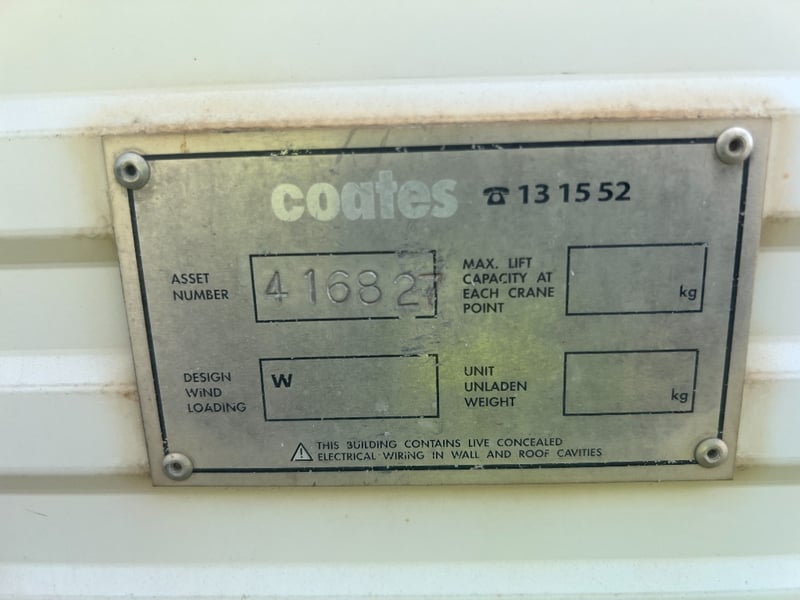 coates ☎ 13 15 52
ASSET
NUMBER
416827
MAX. LIFT
CAPACITY AT
EACH CRANE
POINT
kg
DESIGN
WIND
LOADING
W
UNIT
UNLADEN
WEIGHT
kg
THIS BUILDING CONTAINS LIVE CONCEALED
ELECTRICAL WIRING IN WALL AND ROOF CAVITIES